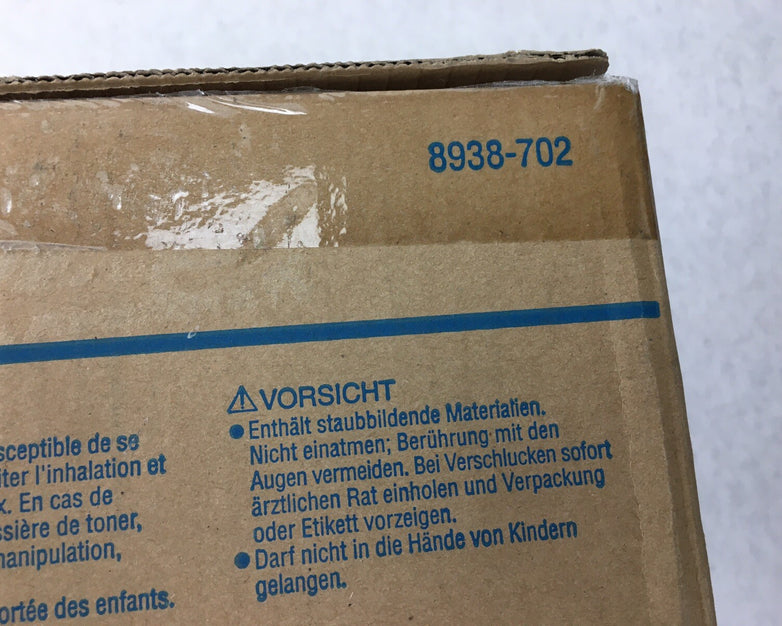 8938-702
sceptible de se
iter l'inhalation et
x. En cas de
ssière de toner,
nanipulation,
ortée des enfants.
⚠ VORSICHT
● Enthält staubbildende Materialien.
Nicht einatmen; Berührung mit den
Augen vermeiden. Bei Verschlucken sofort
ärztlichen Rat einholen und Verpackung
oder Etikett vorzeigen.
● Darf nicht in die Hände von Kindern
gelangen.